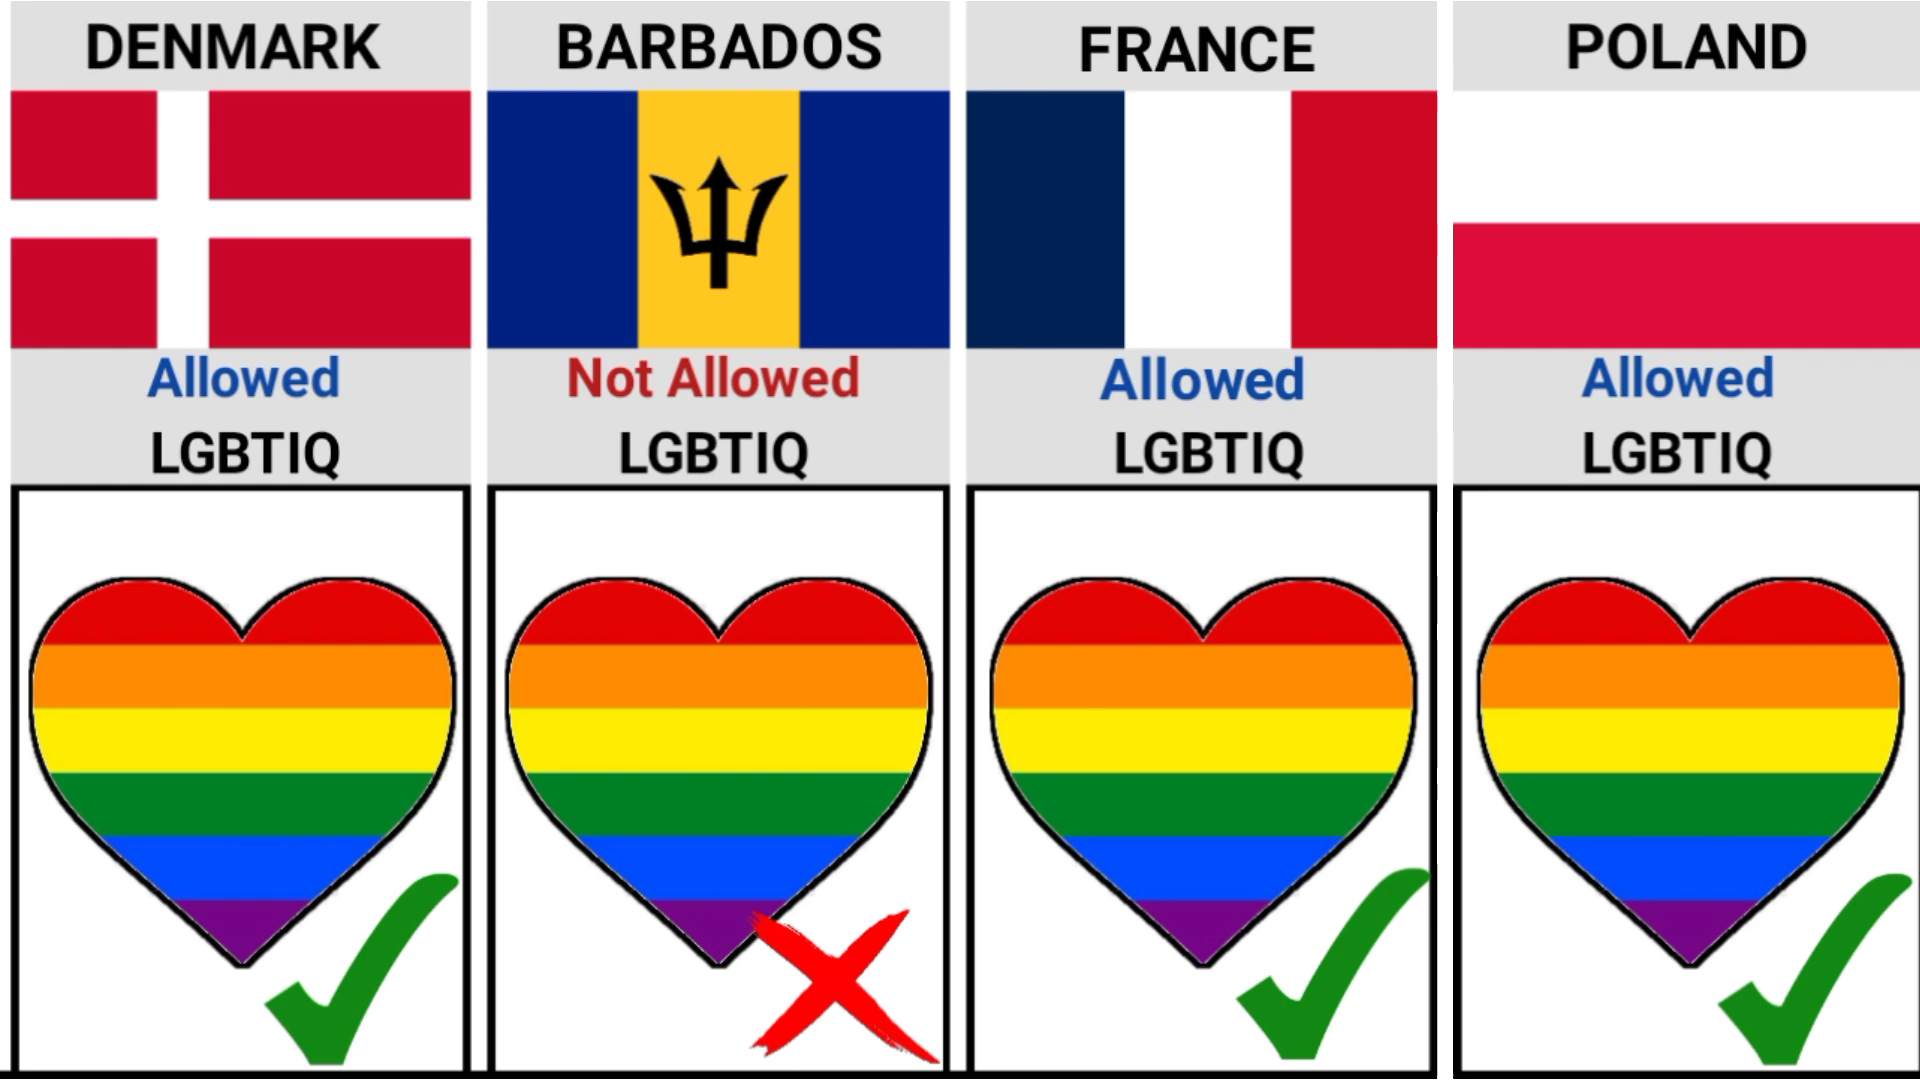 DENMARK
Allowed
LGBTIQ
BARBADOS
Not Allowed
LGBTIQ
FRANCE
Allowed
LGBTIQ
POLAND
Allowed
LGBTIQ